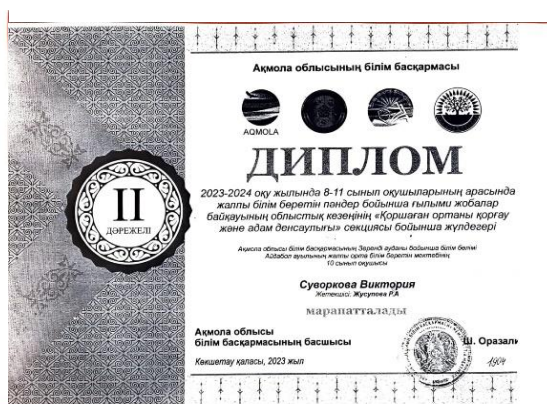 Ақмола облысының білім басқармасы
AQMOLA
ДИПЛОМ
II
ДӘРЕЖЕЛІ
2023-2024 оқу жылында 8-11 сынып оқушыларының арасында
жалпы білім беретін пәндер бойынша ғылыми жобалар
байқауының облыстық кезеңінің «Қоршаған ортаны қорғау
және адам денсаулығы» секциясы бойынша жүлдегері
Ақмола облысы білім басқармасының Зеренді ауданы бойынша білім бөлімі
Айдабол ауылының жалпы орта білім беретін мектебінің
10 сынып оқушысы
Суворкова Виктория
Жетекшісі: Жусупова Р.А
марапатталады
Ақмола облысы
білім басқармасының басшысы
Ш. Оразали
Көкшетау қаласы, 2023 жыл
1904